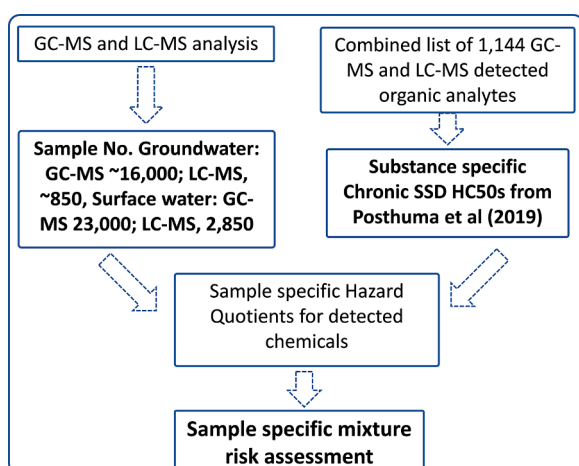 GC-MS and LC-MS analysis
Combined list of 1,144 GC-
MS and LC-MS detected
organic analytes
Sample No. Groundwater:
GC-MS ~16,000; LC-MS,
~850, Surface water: GC-
MS 23,000; LC-MS, 2,850
Substance specific
Chronic SSD HC50s from
Posthuma et al (2019)
Sample specific Hazard
Quotients for detected
chemicals
Sample specific mixture
risk assessment